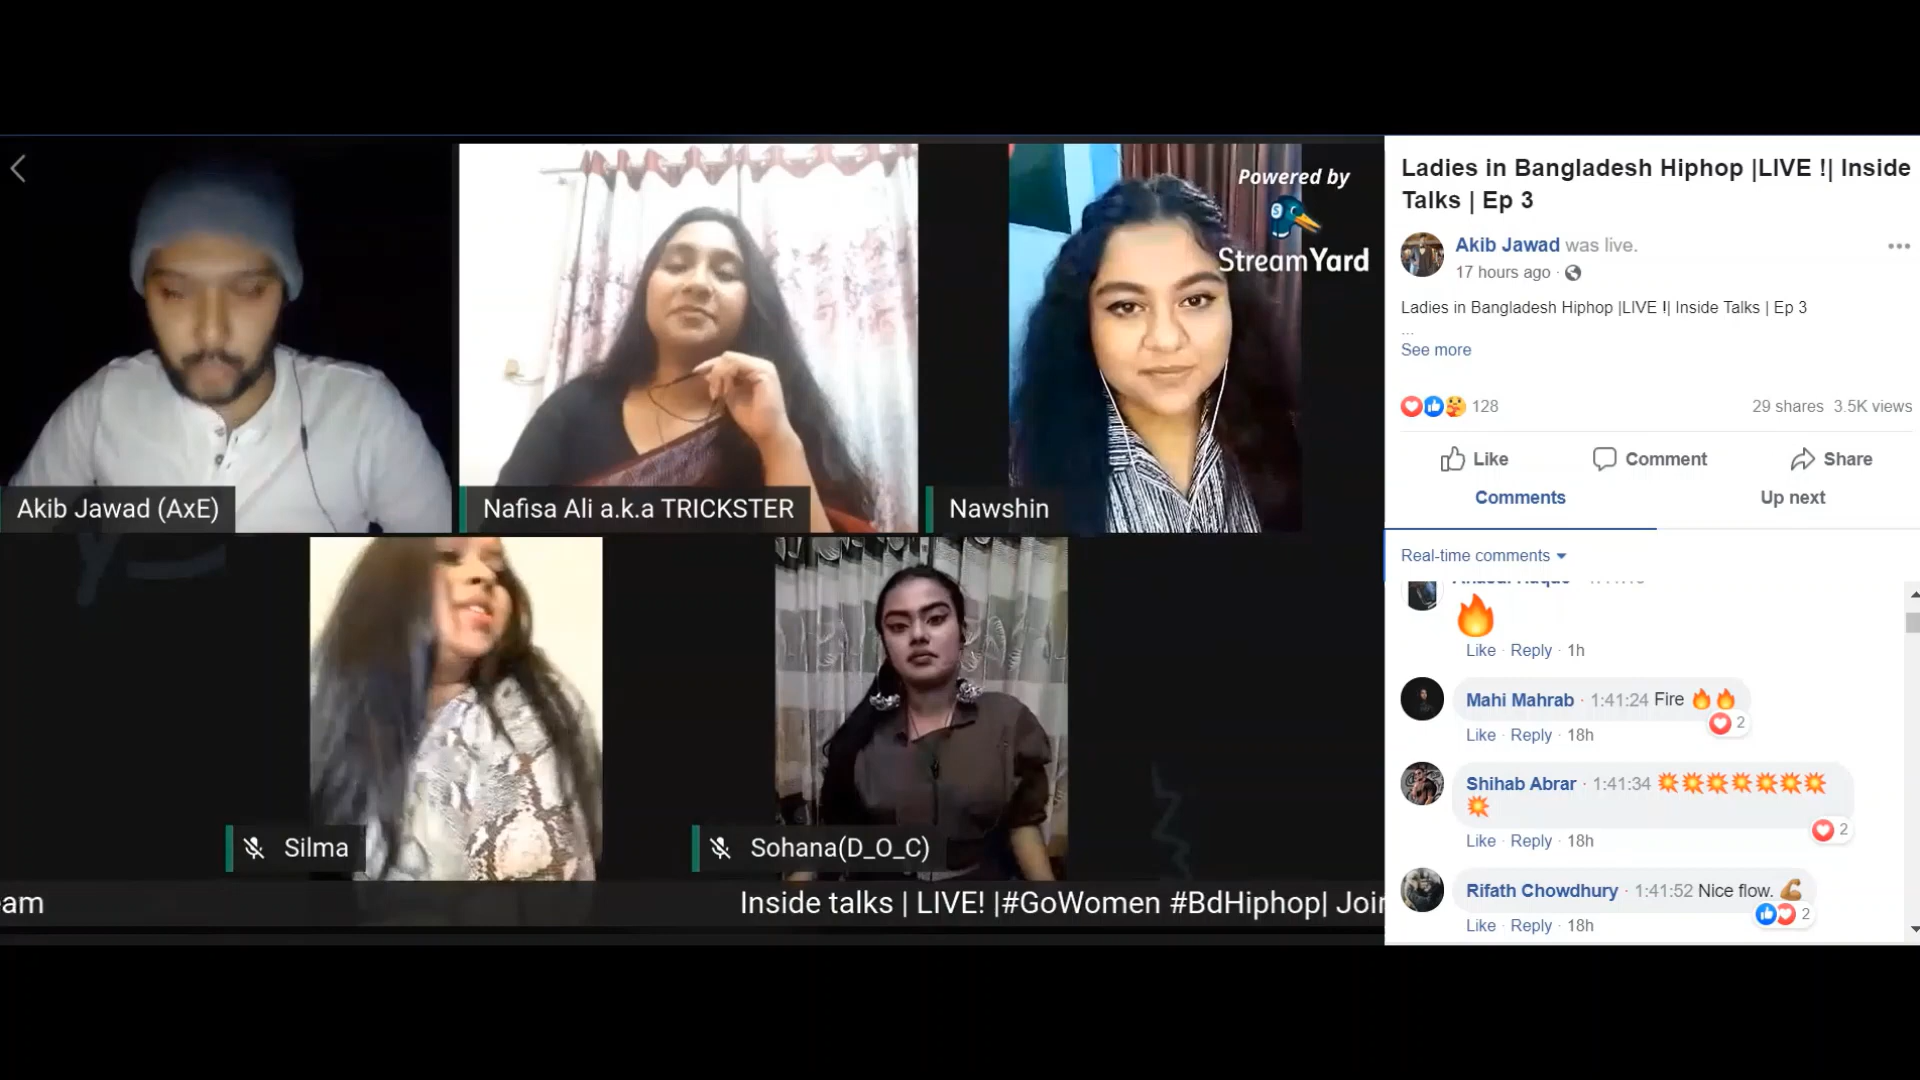 Powered by
StreamYard
Akib Jawad (AxE)
Nafisa Ali a.k.a TRICKSTER
Nawshin
Silma
Sohana(D_O_C)
am
Inside talks | LIVE! |#GoWomen #BdHiphop| Join
Ladies in Bangladesh Hiphop |LIVE !| Inside
Talks | Ep 3
Akib Jawad was live.
17 hours ago ·
Ladies in Bangladesh Hiphop |LIVE !| Inside Talks | Ep 3
...
See more
128
29 shares 3.5K views
Like
Comment
Share
Comments
Up next
Real-time comments
🔥
Like · Reply · 1h
Mahi Mahrab · 1:41:24 Fire 🔥🔥
2
Like · Reply · 18h
Shihab Abrar · 1:41:34 💥💥💥💥💥💥💥
💥
2
Like · Reply · 18h
Rifath Chowdhury · 1:41:52 Nice flow. 💪
2
Like · Reply · 18h